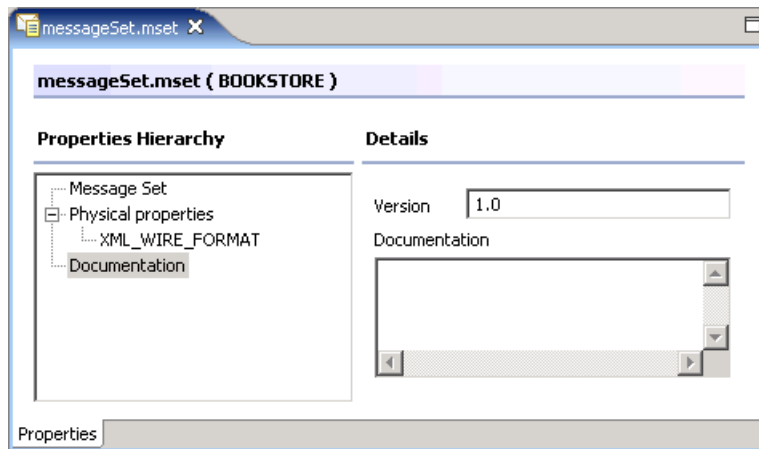 messageSet.mset
messageSet.mset ( BOOKSTORE )
Properties Hierarchy
Message Set
Physical properties
XML_WIRE_FORMAT
Documentation
Details
Version 1.0
Documentation
Properties